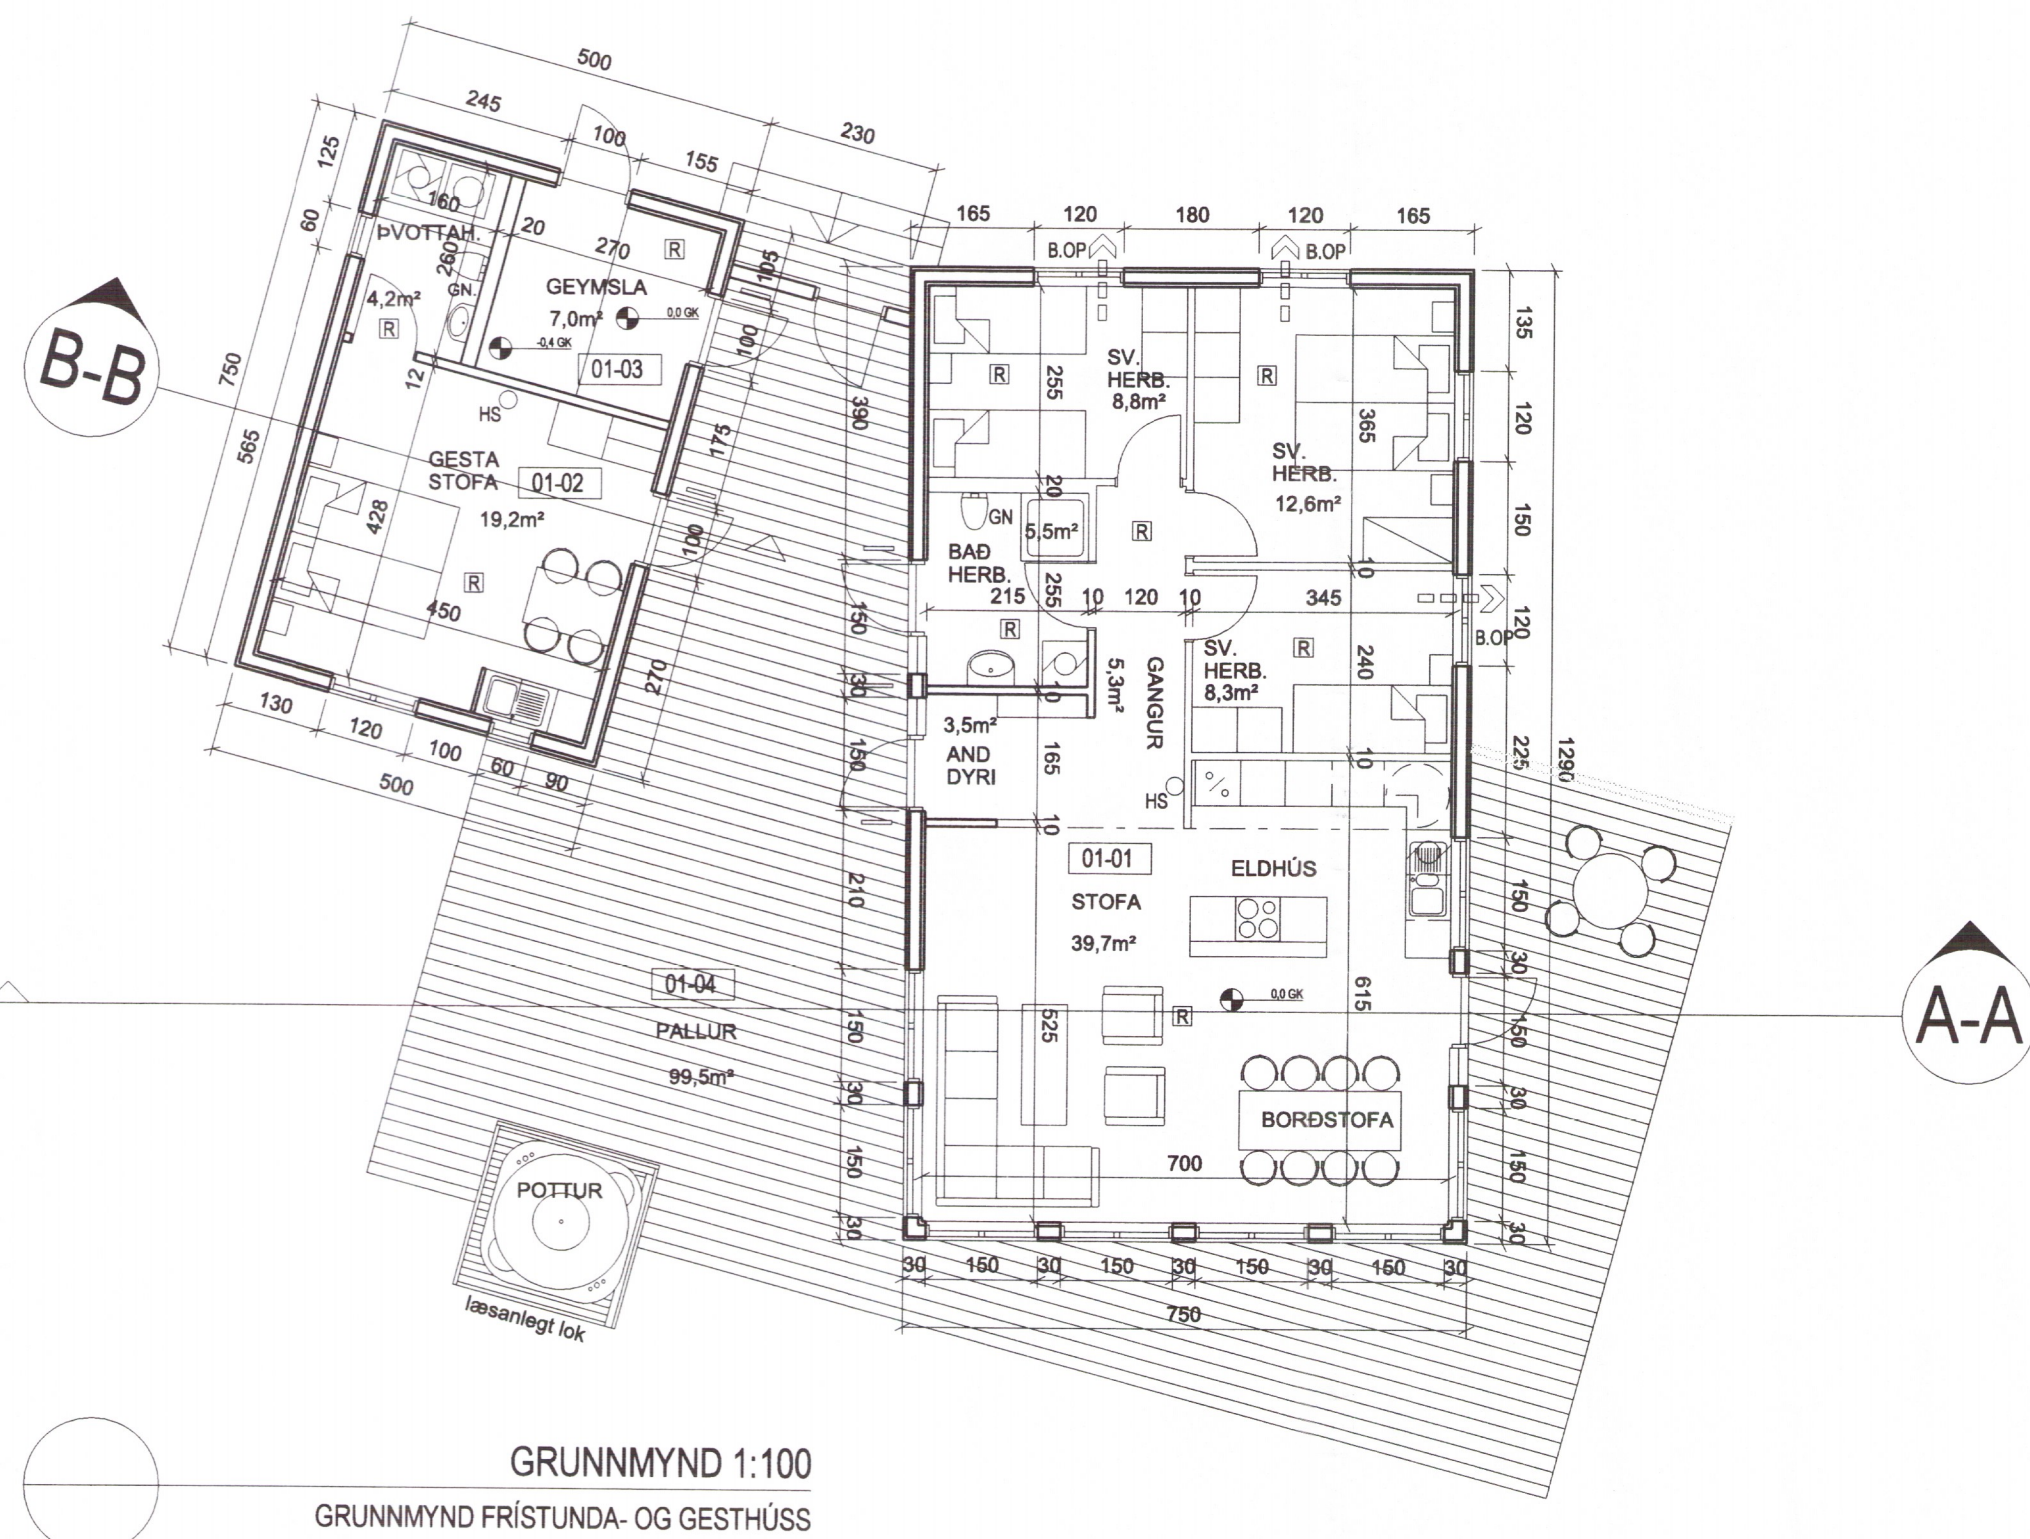 500
245
100
155
230
125
60
750
565
160
ÞVOTTAH.
260
GN.
4,2m²
R
20
270
R
GEYMSLA
7,0m²
0,0 GK
-0,4 GK
01-03
12
HS
105
100
175
100
270
B-B
GESTA
STOFA
01-02
19,2m²
428
R
450
130
120
100
60
90
500
165
120
180
120
165
B.OP
B.OP
135
120
150
120
B.OP
225
1290
150
30
150
30
150
30
390
150
30
150
210
150
30
150
30
255
SV.
HERB.
8,8m²
R
R
365
SV.
HERB.
12,6m²
20
GN
5,5m²
R
BAÐ
HERB.
255
215
10
120
10
345
10
R
R
SV.
HERB.
8,3m²
240
GANGUR
5,3m²
10
3,5m²
AND
DYRI
165
10
HS
10
01-01
STOFA
39,7m²
ELDHÚS
0,0 GK
R
615
525
BORÐSTOFA
700
A-A
01-04
PALLUR
99,5m²
POTTUR
læsanlegt lok
30
150
30
150
30
150
30
150
30
750
GRUNNMYND 1:100
GRUNNMYND FRÍSTUNDA- OG GESTHÚSS